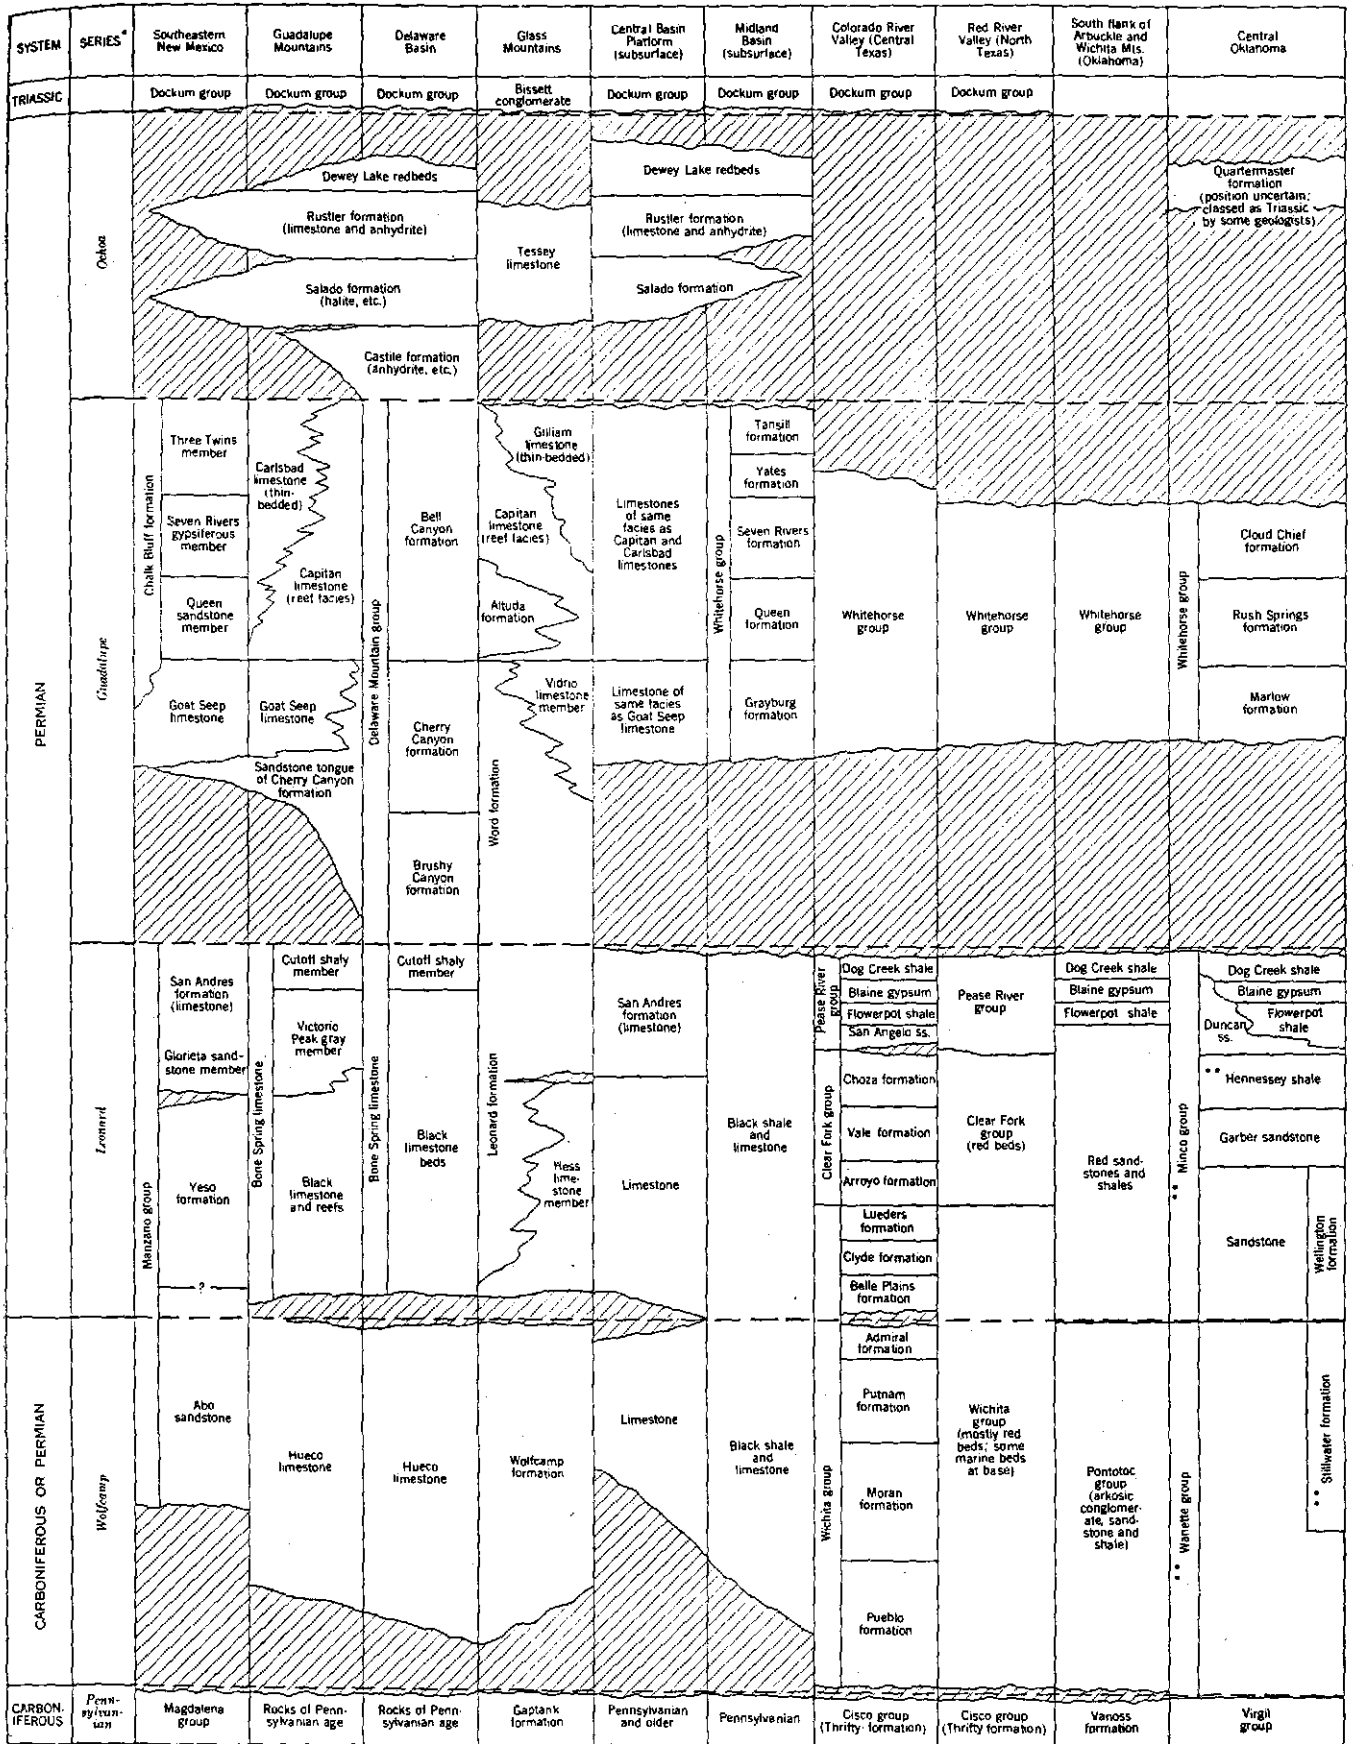 SYSTEM
SERIES*
Southeastern
New Mexico
Guadalupe
Mountains
Delaware
Basin
Glass
Mountains
Central Basin
Platform
(subsurface)
Midland
Basin
(subsurface)
Colorado River
Valley (Central
Texas)
Red River
Valley (North
Texas)
South flank of
Arbuckle and
Wichita Mts.
(Oklahoma)
Central
Oklahoma
TRIASSIC
Dockum group
Dockum group
Dockum group
Bissett
conglomerate
Dockum group
Dockum group
Dockum group
Dockum group
PERMIAN
Ochoa
Dewey Lake redbeds
Rustler formation
(limestone and anhydrite)
Salado formation
(halite, etc.)
Castile formation
(anhydrite, etc.)
Tessey
limestone
Dewey Lake redbeds
Rustler formation
(limestone and anhydrite)
Salado formation
Quartermaster
formation
(position uncertain;
classed as Triassic
by some geologists)
Guadalupe
Chalk Bluff formation
Three Twins
member
Seven Rivers
gypsiferous
member
Queen
sandstone
member
Goat Seep
limestone
Carlsbad
limestone
(thin-
bedded)
Capitan
limestone
(reef facies)
Goat Seep
limestone
Sandstone tongue
of Cherry Canyon
formation
Delaware Mountain group
Bell
Canyon
formation
Cherry
Canyon
formation
Brushy
Canyon
formation
Gilliam
limestone
(thin-bedded)
Capitan
limestone
(reef facies)
Altuda
formation
Word formation
Vidrio
limestone
member
Limestones
of same
facies as
Capitan and
Carlsbad
limestones
Limestone of
same facies
as Goat Seep
limestone
Whitehorse group
Tansill
formation
Yates
formation
Seven Rivers
formation
Queen
formation
Grayburg
formation
Whitehorse
group
Whitehorse
group
Whitehorse
group
Whitehorse group
Cloud Chief
formation
Rush Springs
formation
Marlow
formation
Leonard
Manzano group
San Andres
formation
(limestone)
Glorieta sand-
stone member
Yeso
formation
?
Bone Spring limestone
Cutoff shaly
member
Victorio
Peak gray
member
Black
limestone
and reefs
Bone Spring limestone
Cutoff shaly
member
Black
limestone
beds
Leonard formation
Hess
lime-
stone
member
San Andres
formation
(limestone)
Limestone
Black shale
and
limestone
Pease River
group
Dog Creek shale
Blaine gypsum
Flowerpot shale
San Angelo ss.
Clear Fork group
Choza formation
Vale formation
Arroyo formation
Lueders
formation
Clyde formation
Belle Plains
formation
Pease River
group
Clear Fork
group
(red beds)
Dog Creek shale
Blaine gypsum
Flowerpot shale
Red sand-
stones and
shales
** Minco group
Dog Creek shale
Blaine gypsum
Flowerpot
shale
Duncan
ss.
** Hennessey shale
Garber sandstone
Sandstone
Wellington
formation
CARBONIFEROUS OR PERMIAN
Wolfcamp
Abo
sandstone
Hueco
limestone
Hueco
limestone
Wolfcamp
formation
Limestone
Black shale
and
limestone
Wichita group
Admiral
formation
Putnam
formation
Moran
formation
Pueblo
formation
Wichita
group
(mostly red
beds; some
marine beds
at base)
Pontotoc
group
(arkosic
conglomer-
ate, sand-
stone and
shale)
** Wanette group
** Stillwater formation
CARBON-
IFEROUS
Penn-
sylvan-
ian
Magdalena
group
Rocks of Penn-
sylvanian age
Rocks of Penn-
sylvanian age
Gaptank
formation
Pennsylvanian
and older
Pennsylvanian
Cisco group
(Thrifty formation)
Cisco group
(Thrifty formation)
Vanoss
formation
Virgil
group